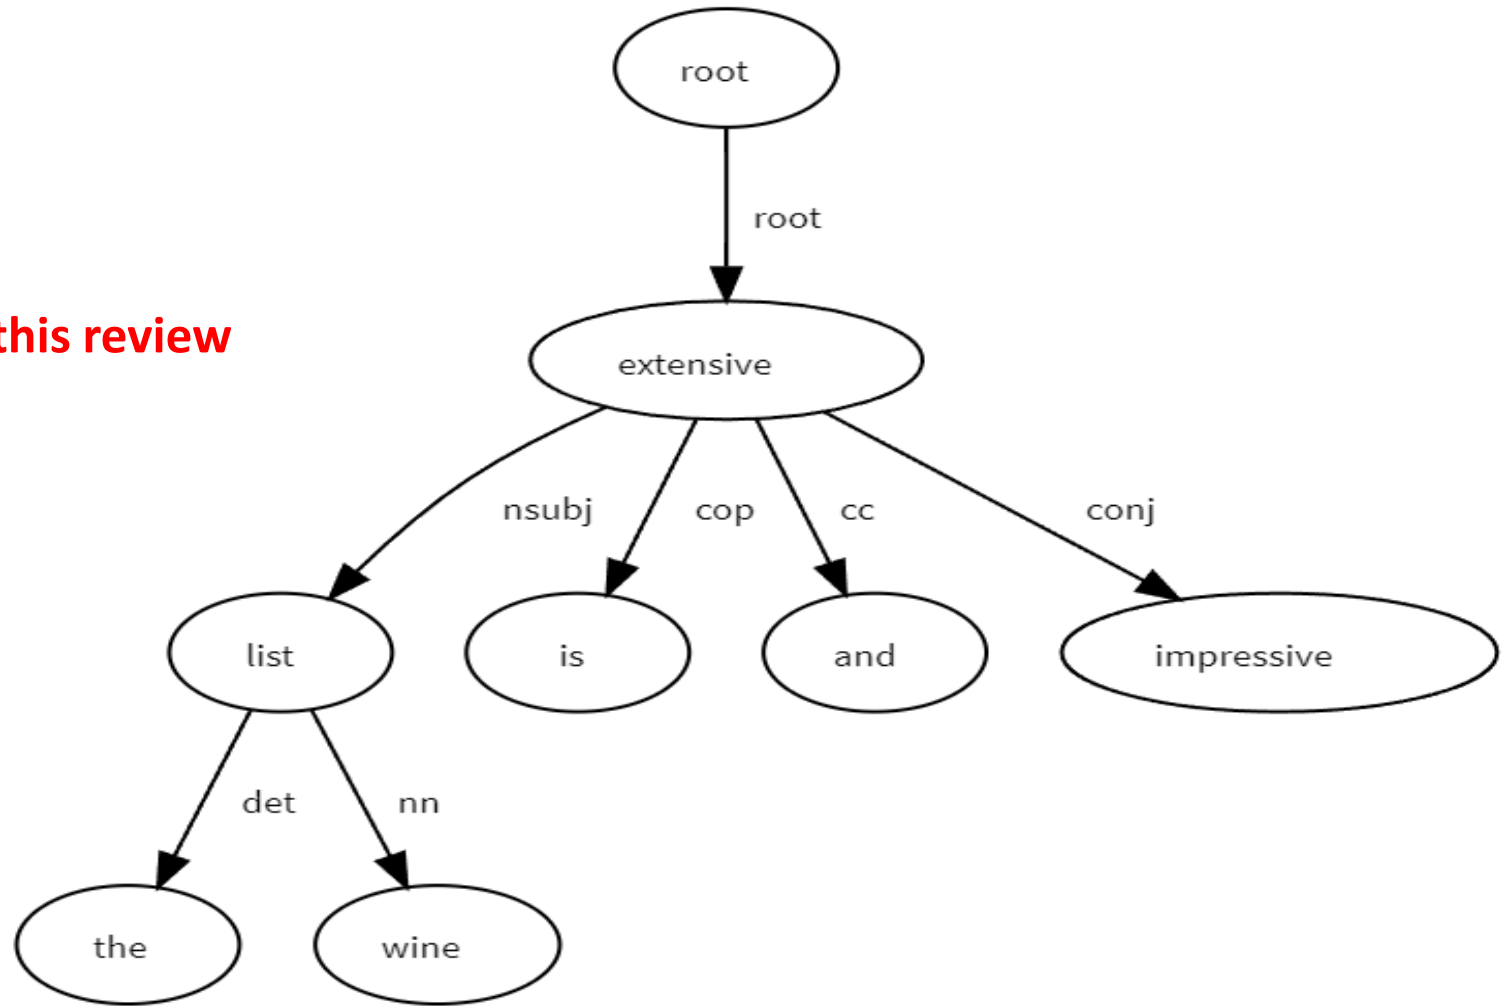 root
root
this review
extensive
nsubj cop cc conj
list is and impressive
det nn
the wine